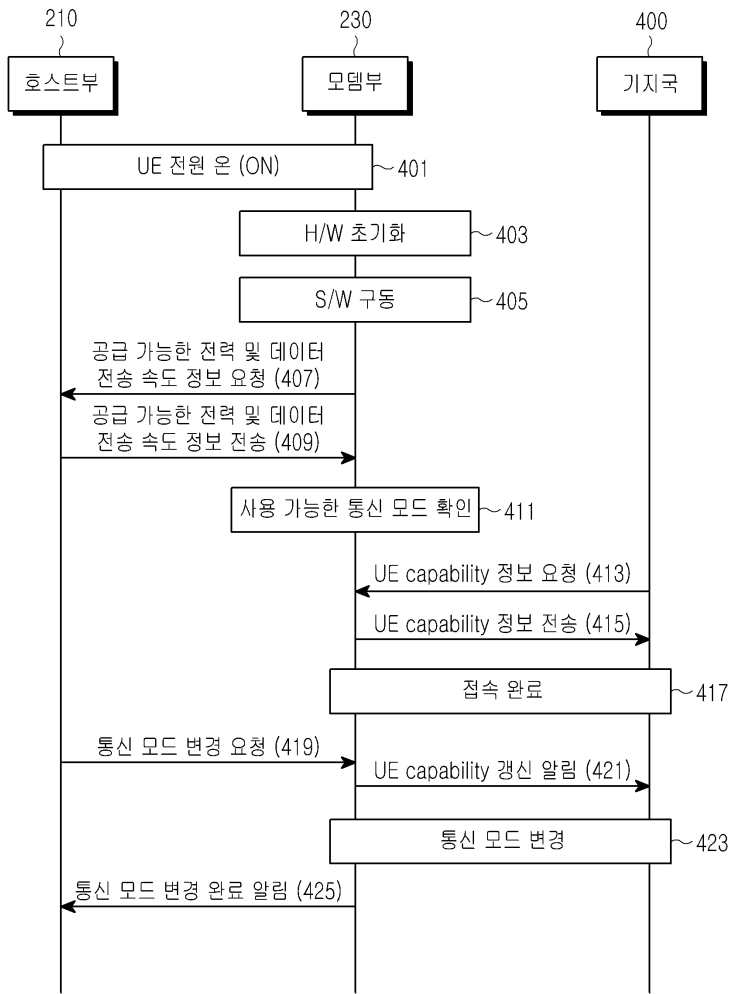 210
230
400
호스트부
모뎀부
기지국
UE 전원 온 (ON)
401
H/W 초기화
403
S/W 구동
405
공급 가능한 전력 및 데이터
전송 속도 정보 요청 (407)
공급 가능한 전력 및 데이터
전송 속도 정보 전송 (409)
사용 가능한 통신 모드 확인
411
UE capability 정보 요청 (413)
UE capability 정보 전송 (415)
접속 완료
417
통신 모드 변경 요청 (419)
UE capability 갱신 알림 (421)
통신 모드 변경
423
통신 모드 변경 완료 알림 (425)